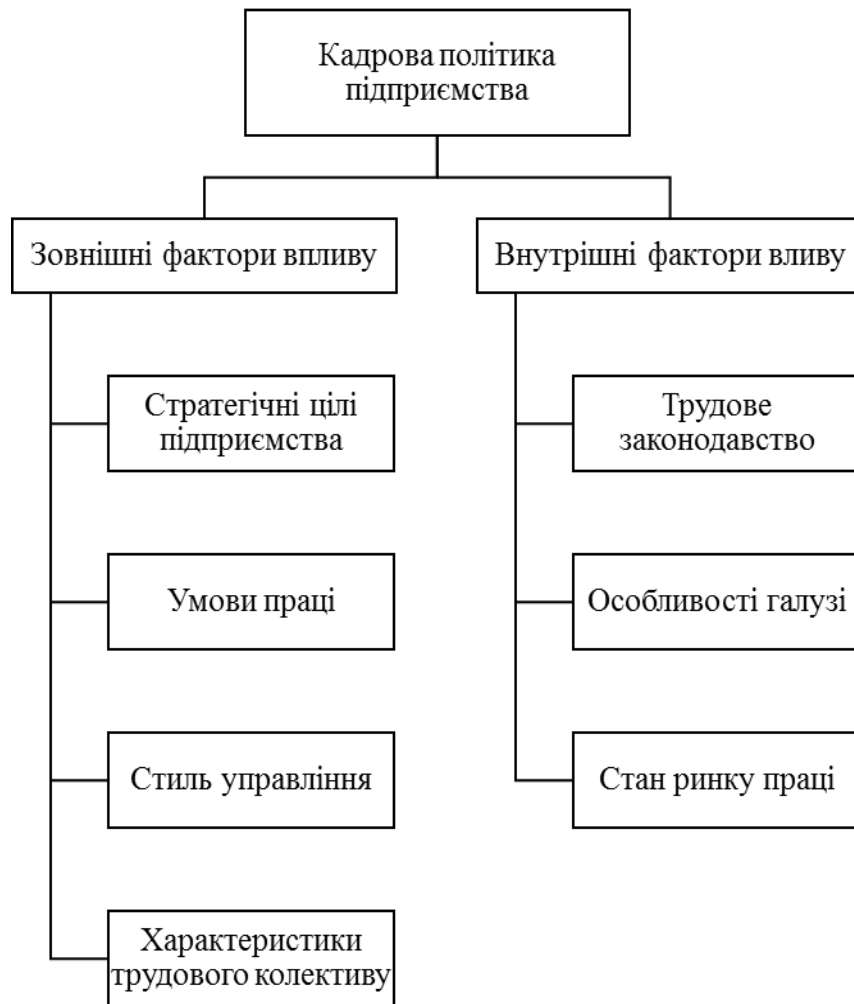 Кадрова політика
підприємства
Зовнішні фактори впливу
Стратегічні цілі
підприємства
Умови праці
Стиль управління
Характеристики
трудового колективу
Внутрішні фактори вливу
Трудове
законодавство
Особливості галузі
Стан ринку праці